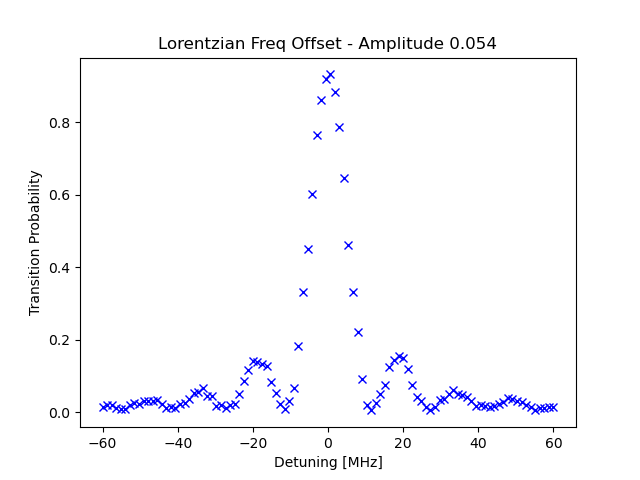 Lorentzian Freq Offset - Amplitude 0.054
Transition Probability
0.8
0.6
0.4
0.2
0.0
−60 −40 −20 0 20 40 60
Detuning [MHz]